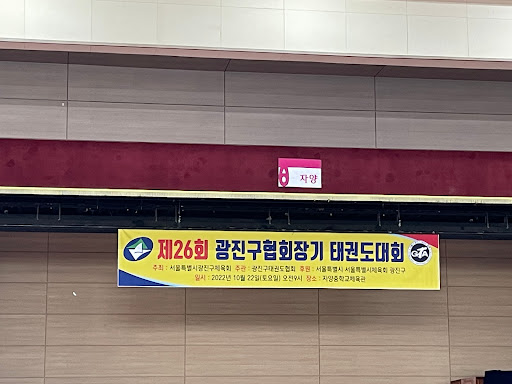 자양
제26회 광진구협회장기 태권도대회
GTA
주최 : 서울특별시광진구체육회 주관 : 광진구태권도협회 후원 : 서울특별시 서울특별시체육회 광진구
일시 : 2022년 10월 22일(토요일) 오전9시 장소 : 자양중학교체육관